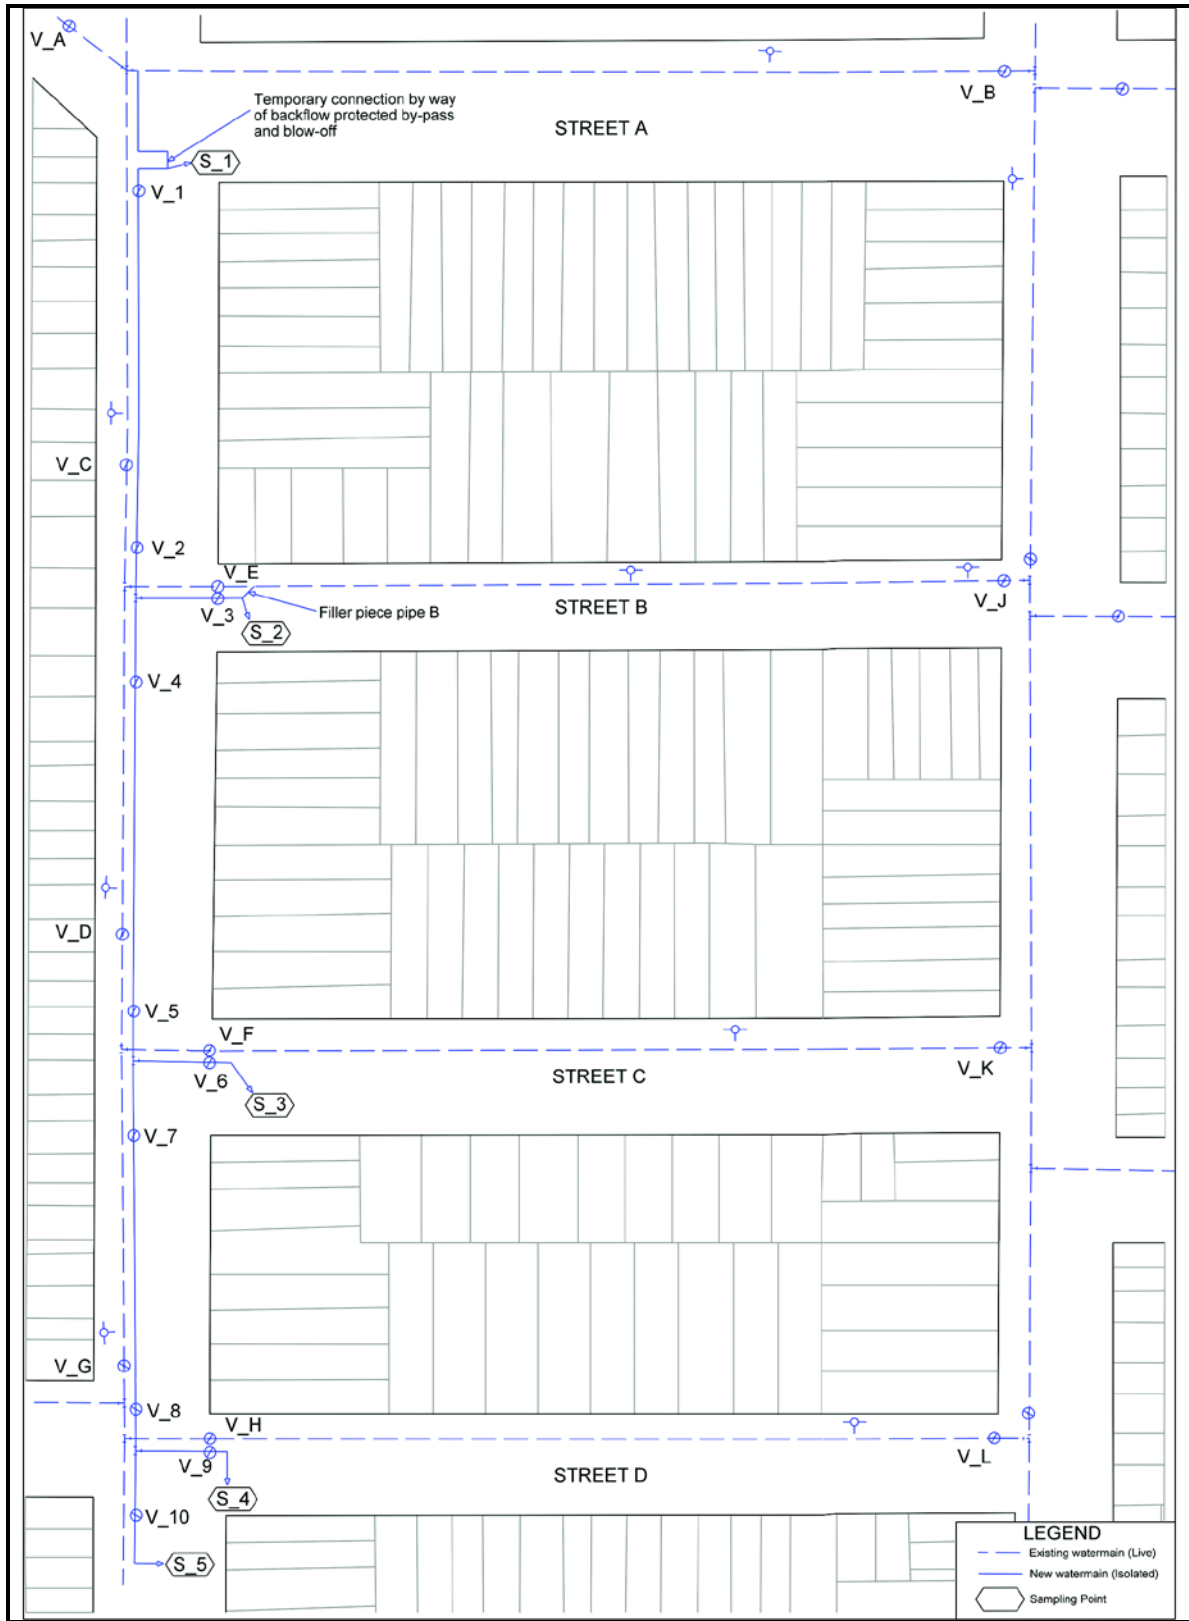 V_A
V_B
Temporary connection by way
of backflow protected by-pass
and blow-off
STREET A
S_1
V_1
V_C
V_2
V_E
V_J
V_3
Filler piece pipe B
STREET B
S_2
V_4
V_D
V_5
V_F
V_K
V_6
STREET C
S_3
V_7
V_G
V_8
V_H
V_L
V_9
STREET D
S_4
V_10
S_5
LEGEND
Existing watermain (Live)
New watermain (Isolated)
Sampling Point